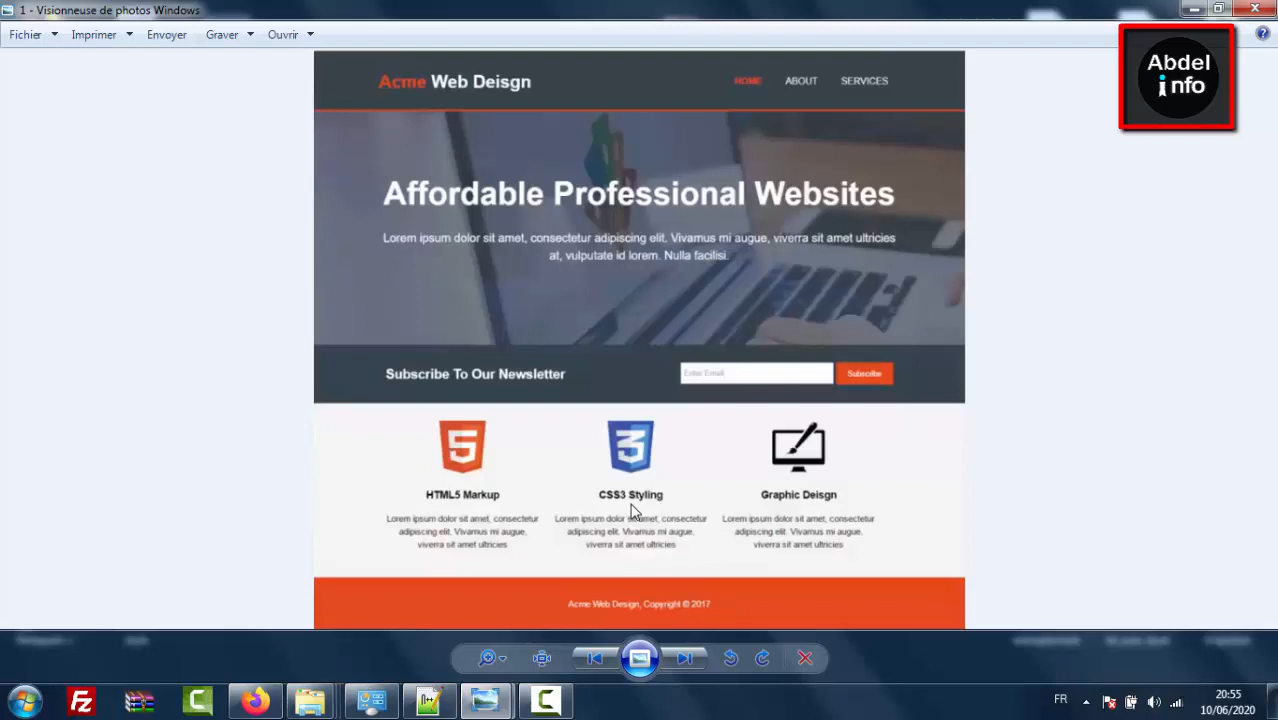 1 - Visionneuse de photos Windows
Fichier Imprimer Envoyer Graver Ouvrir
Abdel
info
Acme Web Deisgn
HOME ABOUT SERVICES
Affordable Professional Websites
Lorem ipsum dolor sit amet, consectetur adipiscing elit. Vivamus mi augue, viverra sit amet ultricies
at, vulputate id lorem. Nulla facilisi.
Subscribe To Our Newsletter
Enter Email
Subscribe
5 3
HTML5 Markup CSS3 Styling Graphic Deisgn
Lorem ipsum dolor sit amet, consectetur Lorem ipsum dolor sit amet, consectetur Lorem ipsum dolor sit amet, consectetur
adipiscing elit. Vivamus mi augue, adipiscing elit. Vivamus mi augue, adipiscing elit. Vivamus mi augue,
viverra sit amet ultricies viverra sit amet ultricies viverra sit amet ultricies
Acme Web Design, Copyright © 2017
FR
20:55
10/06/2020